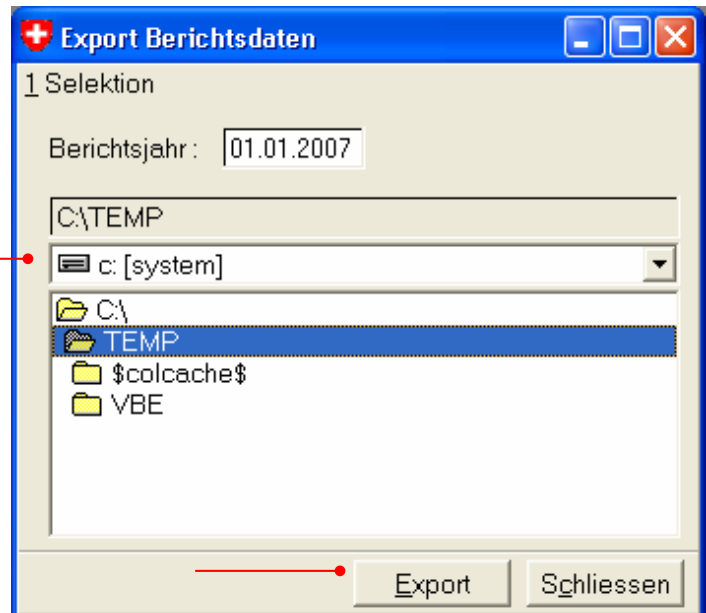 Export Berichtsdaten
1 Selektion
Berichtsjahr: 01.01.2007
C:\TEMP
c: [system]
C:\
TEMP
$colcache$
VBE
Export Schliessen